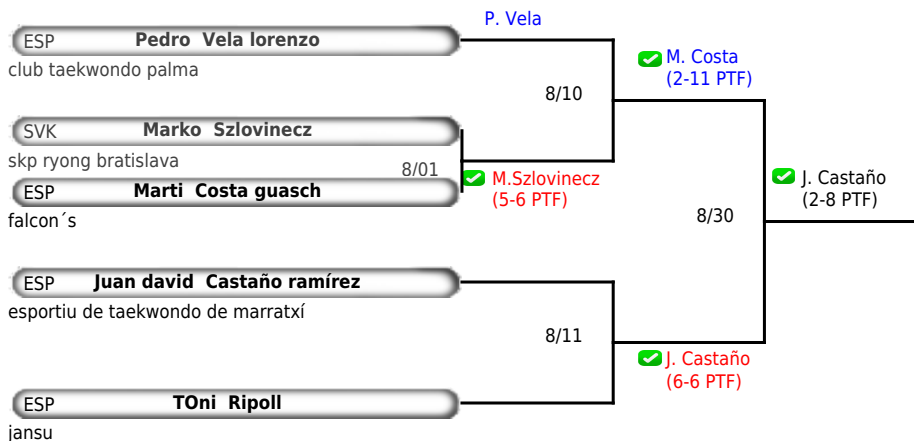 P. Vela
ESP Pedro Vela lorenzo
club taekwondo palma
M. Costa
(2-11 PTF)
8/10
SVK Marko Szlovinecz
skp ryong bratislava
8/01
M.Szlovinecz
(5-6 PTF)
J. Castaño
(2-8 PTF)
ESP Marti Costa guasch
falcon´s
8/30
ESP Juan david Castaño ramírez
esportiu de taekwondo de marratxí
8/11
J. Castaño
(6-6 PTF)
ESP TOni Ripoll
jansu